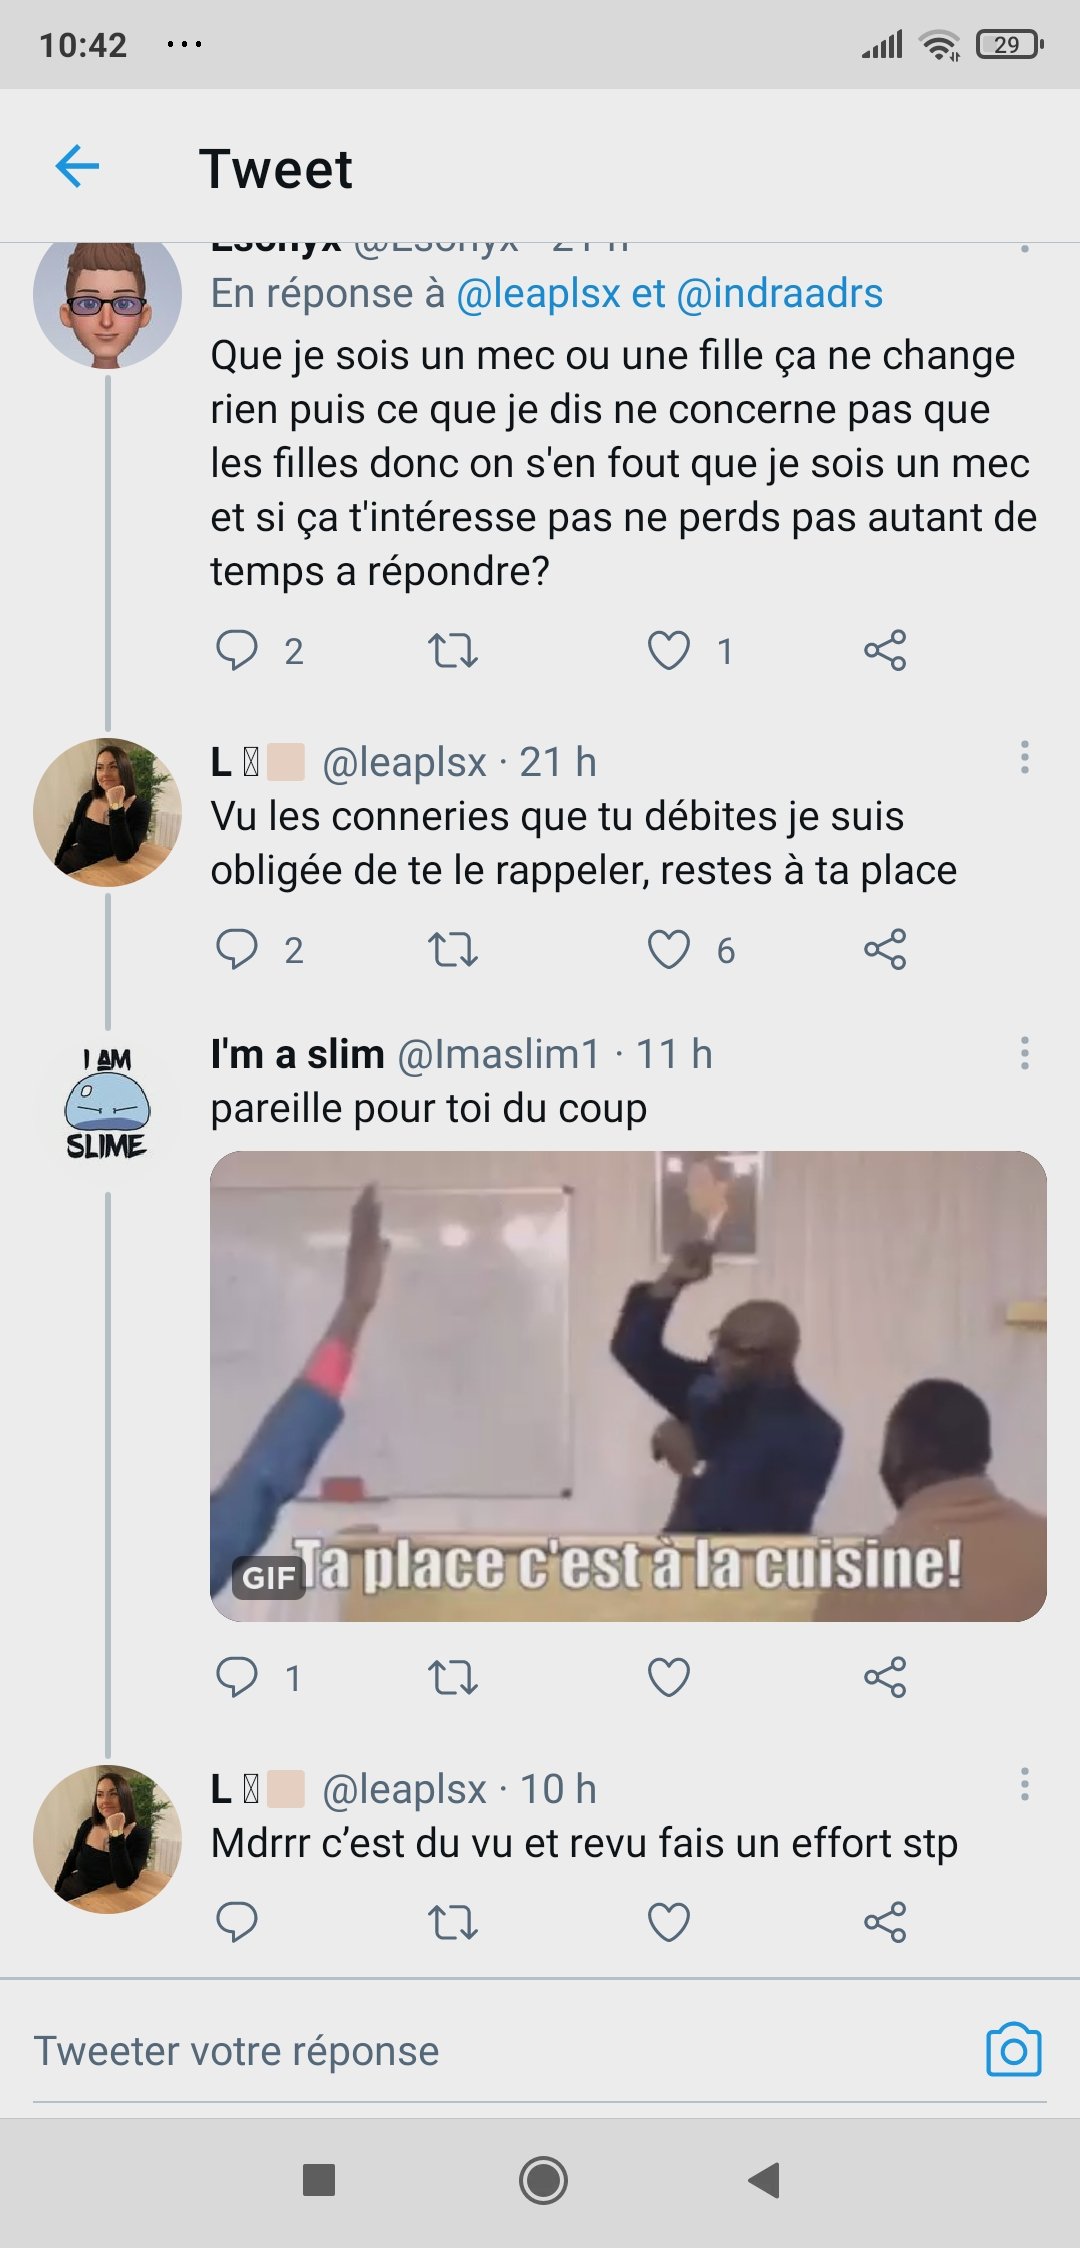 10:42
29
Tweet
Esonyx @Esonyx · 21 h
En réponse à @leaplsx et @indraadrs
Que je sois un mec ou une fille ça ne change
rien puis ce que je dis ne concerne pas que
les filles donc on s'en fout que je sois un mec
et si ça t'intéresse pas ne perds pas autant de
temps a répondre?
2 1
L @leaplsx · 21 h
Vu les conneries que tu débites je suis
obligée de te le rappeler, restes à ta place
2 6
I AM
SLIME
I'm a slim @Imaslim1 · 11 h
pareille pour toi du coup
GIF Ta place c'est à la cuisine!
1
L @leaplsx · 10 h
Mdrrr c’est du vu et revu fais un effort stp
Tweeter votre réponse